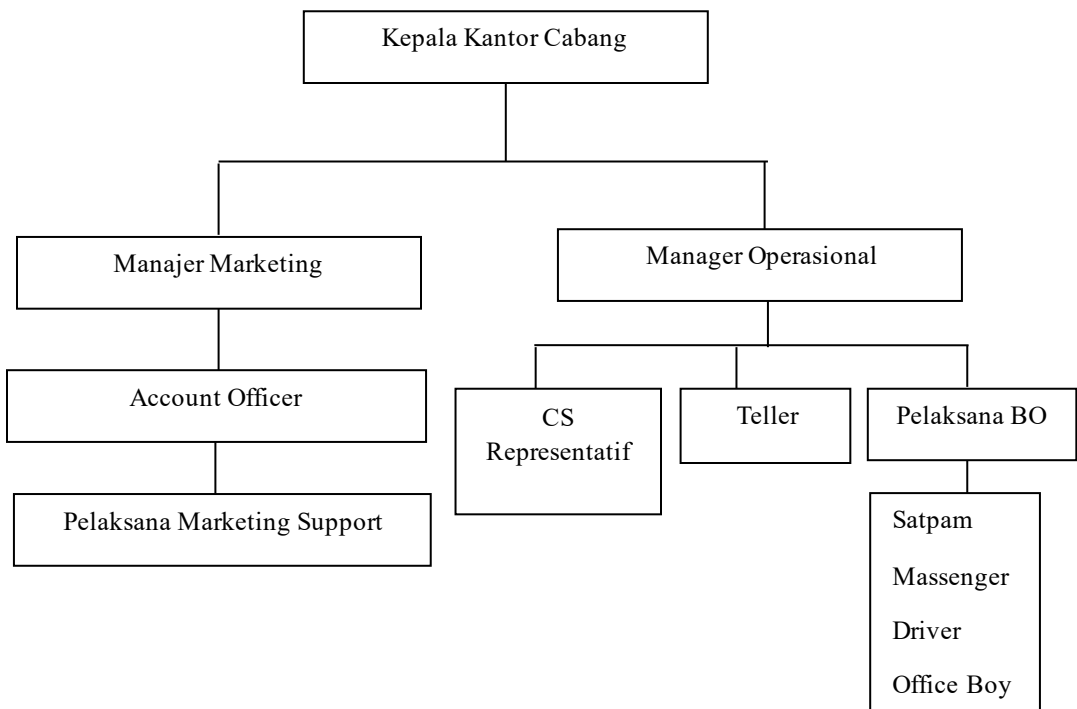 Kepala Kantor Cabang
Manajer Marketing
Manager Operasional
Account Officer
CS
Representatif
Teller
Pelaksana BO
Pelaksana Marketing Support
Satpam
Massenger
Driver
Office Boy